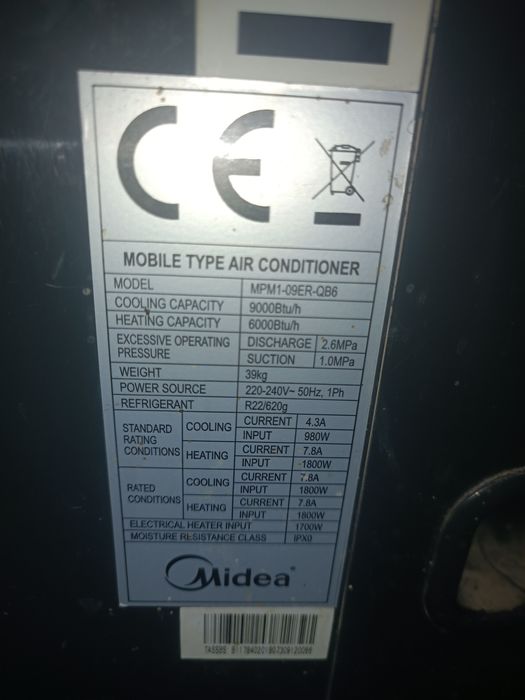 CE
MOBILE TYPE AIR CONDITIONER
MODEL MPM1-09ER-QB6
COOLING CAPACITY 9000Btu/h
HEATING CAPACITY 6000Btu/h
EXCESSIVE OPERATING PRESSURE DISCHARGE 2.6MPa
SUCTION 1.0MPa
WEIGHT 39kg
POWER SOURCE 220-240V~ 50Hz, 1Ph
REFRIGERANT R22/620g
STANDARD RATING CONDITIONS COOLING CURRENT 4.3A
INPUT 980W
HEATING CURRENT 7.8A
INPUT 1800W
RATED CONDITIONS COOLING CURRENT 7.8A
INPUT 1800W
HEATING CURRENT 7.8A
INPUT 1800W
ELECTRICAL HEATER INPUT 1700W
MOISTURE RESISTANCE CLASS IPX0
Midea